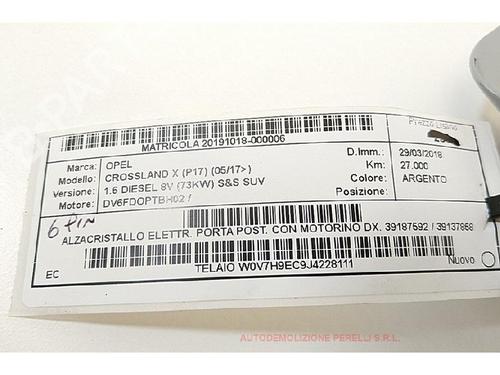 MATRICOLA 20191018-000006
Marca: OPEL D.Imm.: 29/03/2018
Modello: CROSSLAND X (P17) (05/17>) Km: 27.000
Versione: 1.6 DIESEL 8V (73KW) S&S SUV Colore: ARGENTO
Motore: DV6FDOPTBH02 / Posizione:
6 PIN
ALZACRISTALLO ELETTR. PORTA POST. CON MOTORINO DX. 39187592 / 39137868
TELAIO W0V7H9EC9J4228111
EC Nuovo
AUTODEMOLIZIONE PERELLI S.R.L.